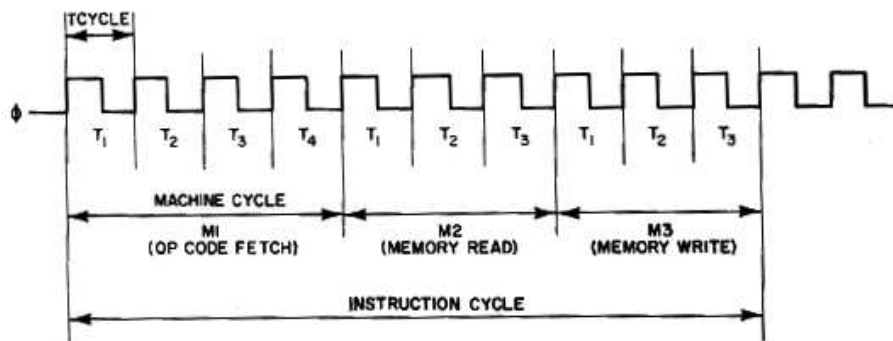 TCYCLE
ϕ
T1 T2 T3 T4 T1 T2 T3 T1 T2 T3
MACHINE CYCLE
M1 M2 M3
(OP CODE FETCH) (MEMORY READ) (MEMORY WRITE)
INSTRUCTION CYCLE